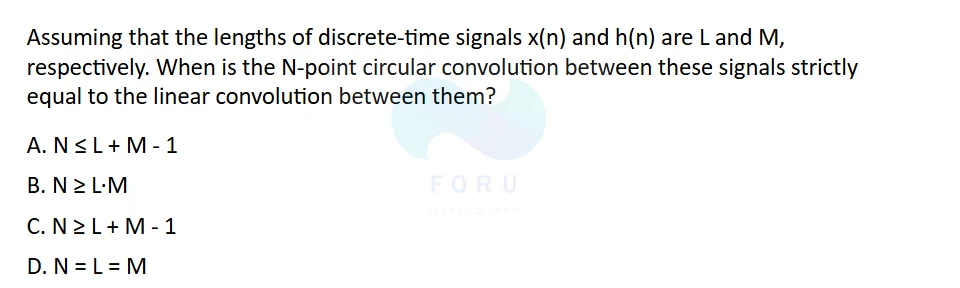 Assuming that the lengths of discrete-time signals x(n) and h(n) are L and M,
respectively. When is the N-point circular convolution between these signals strictly
equal to the linear convolution between them?
A. N ≤ L + M - 1
B. N ≥ L·M
FORU
C. N ≥ L + M - 1
D. N = L = M